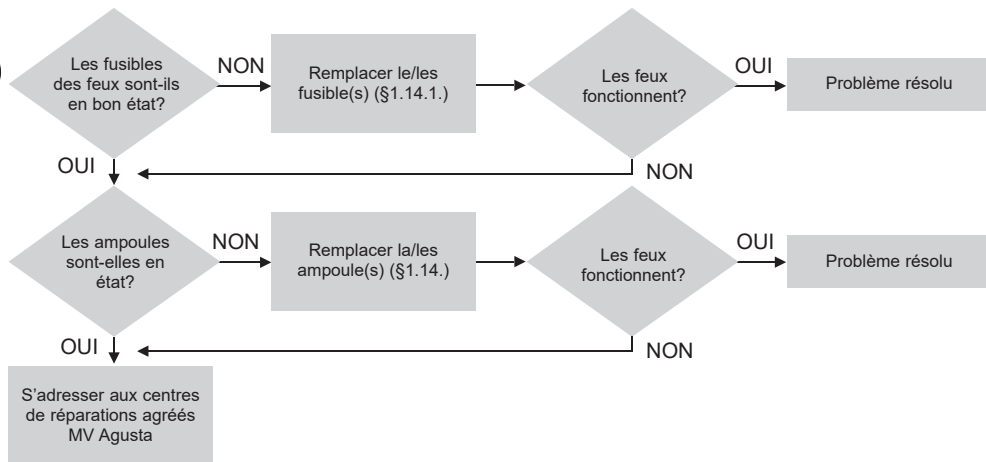 Les fusibles
des feux sont-ils
en bon état?
NON
Remplacer le/les
fusible(s) (§1.14.1.)
Les feux
fonctionnent?
OUI
Problème résolu
OUI
NON
Les ampoules
sont-elles en
état?
NON
Remplacer la/les
ampoule(s) (§1.14.)
Les feux
fonctionnent?
OUI
Problème résolu
OUI
NON
S'adresser aux centres
de réparations agréés
MV Agusta